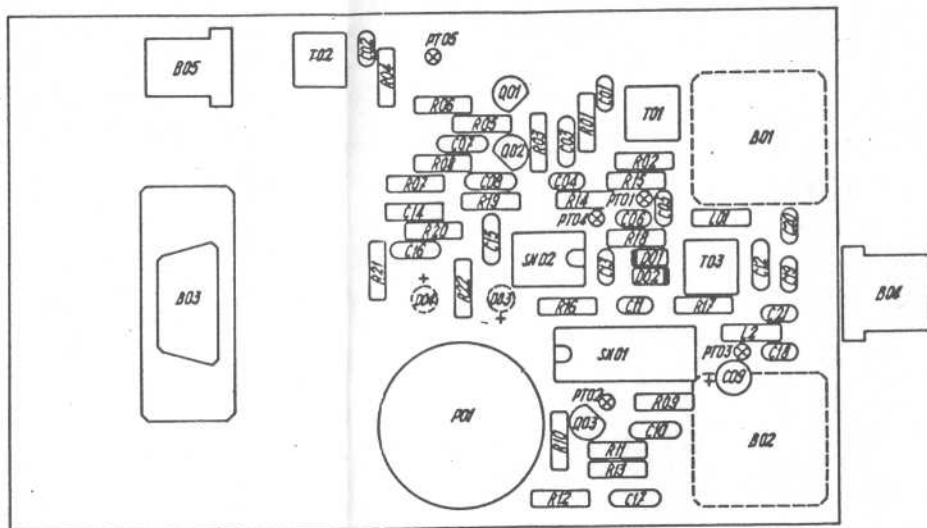 PT05
B05
T02
C02
R04
Q01
C01
T01
B01
R06
R05
R03
C03
R01
C07
Q02
R02
R08
R07
C08
C04
R15
R19
R14
PT01
C05
C14
PT04
C06
L01
C20
R20
C15
R18
C16
SN02
D01
T03
C12
R21
C13
D02
C19
R22
B03
+
D04
D03
+
-
R16
C11
R17
B04
C21
L2
SN01
PT03
C18
+
C09
P01
PT02
R09
R10
Q03
C10
B02
R11
R13
R12
C17